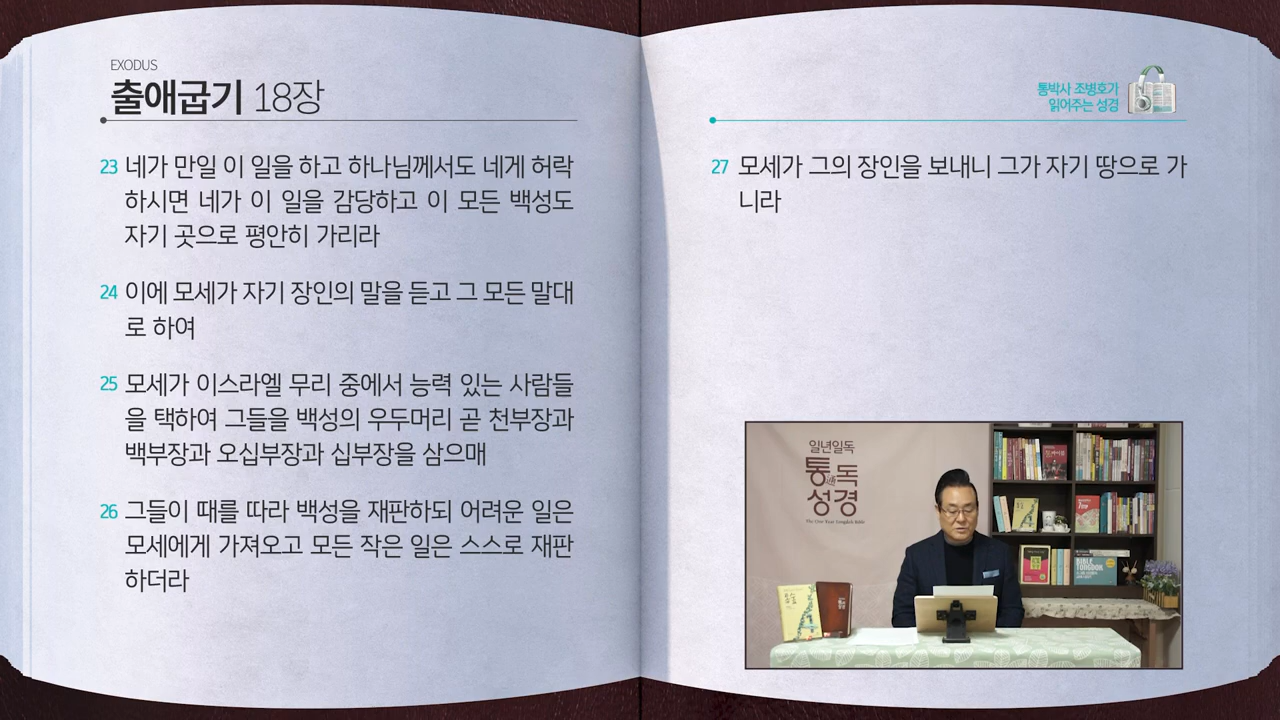 EXODUS
출애굽기 18장
23 네가 만일 이 일을 하고 하나님께서도 네게 허락
하시면 네가 이 일을 감당하고 이 모든 백성도
자기 곳으로 평안히 가리라
24 이에 모세가 자기 장인의 말을 듣고 그 모든 말대
로 하여
25 모세가 이스라엘 무리 중에서 능력 있는 사람들
을 택하여 그들을 백성의 우두머리 곧 천부장과
백부장과 오십부장과 십부장을 삼으매
26 그들이 때를 따라 백성을 재판하되 어려운 일은
모세에게 가져오고 모든 작은 일은 스스로 재판
하더라
통박사 조병호가
읽어주는 성경
27 모세가 그의 장인을 보내니 그가 자기 땅으로 가
니라
일년일독
통通독
성경
The One Year Tongdok Bible
BIBLE
TONGDOK